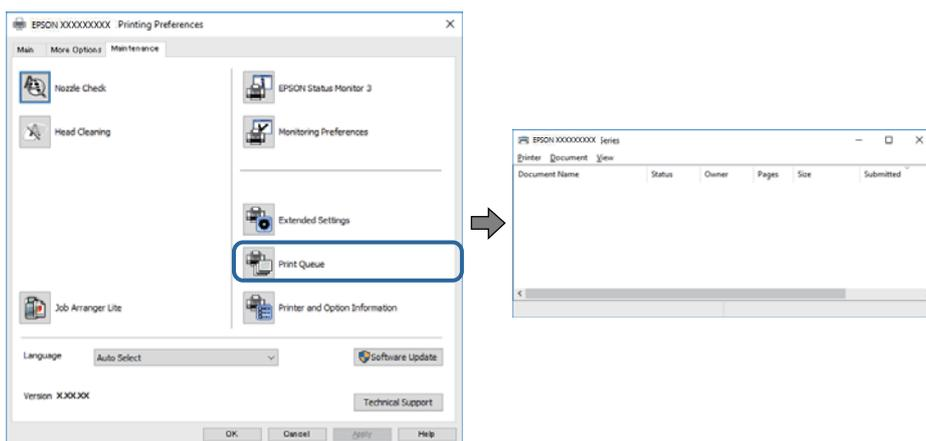 EPSON XXXXXXXXX Printing Preferences
Main More Options Maintenance
Nozzle Check
EPSON Status Monitor 3
Head Cleaning
Monitoring Preferences
Extended Settings
Print Queue
Job Arranger Lite
Printer and Option Information
Language Auto Select Software Update
Version X.XX.XX
Technical Support
OK Cancel Apply Help
EPSON XXXXXXXXX Series
Printer Document View
Document Name Status Owner Pages Size Submitted